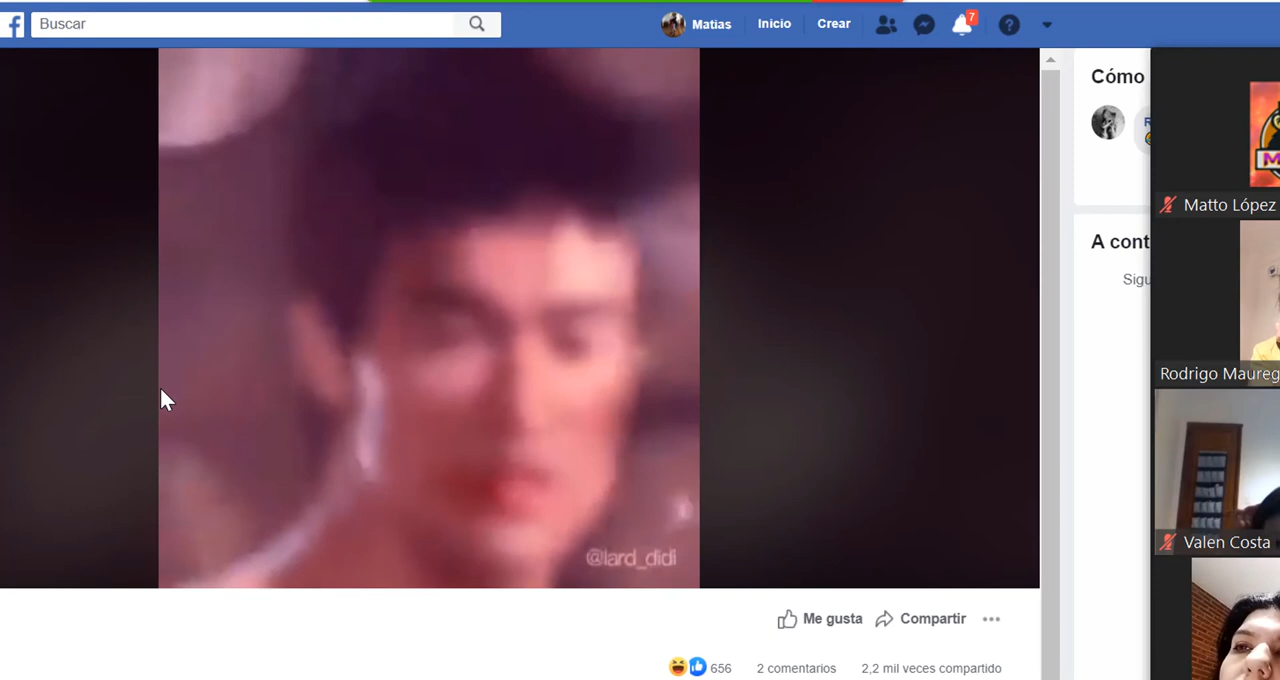 Buscar
Matias
Inicio
Crear
7
Cómo
Matto López
A cont
Sigu
Rodrigo Maureg
Valen Costa
@lard_didi
Me gusta
Compartir
656
2 comentarios
2,2 mil veces compartido